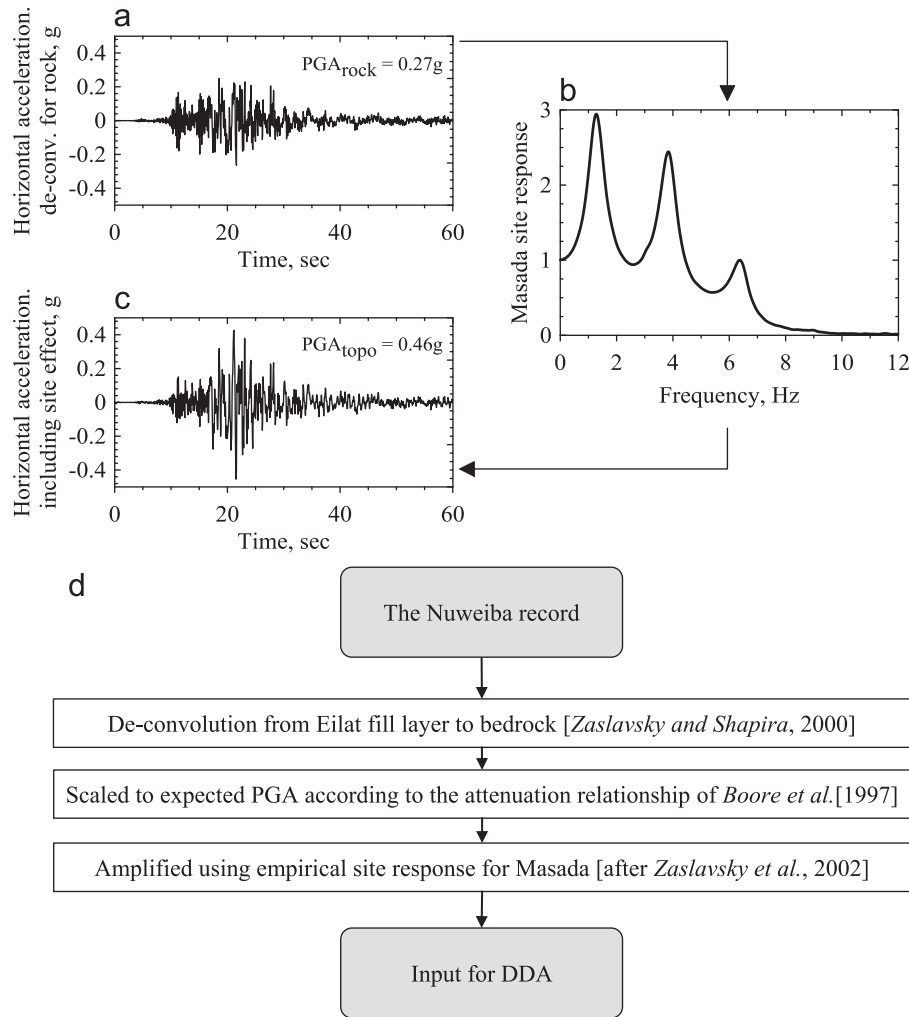 a
Horizontal acceleration.
de-conv. for rock, g
0.4
0.2
0
-0.2
-0.4
PGArock = 0.27g
0 20 40 60
Time, sec
b
Masada site response
3
2
1
0
0 2 4 6 8 10 12
Frequency, Hz
c
Horizontal acceleration.
including site effect, g
0.4
0.2
0
-0.2
-0.4
PGAtopo = 0.46g
0 20 40 60
Time, sec
d
The Nuweiba record
De-convolution from Eilat fill layer to bedrock [Zaslavsky and Shapira, 2000]
Scaled to expected PGA according to the attenuation relationship of Boore et al.[1997]
Amplified using empirical site response for Masada [after Zaslavsky et al., 2002]
Input for DDA